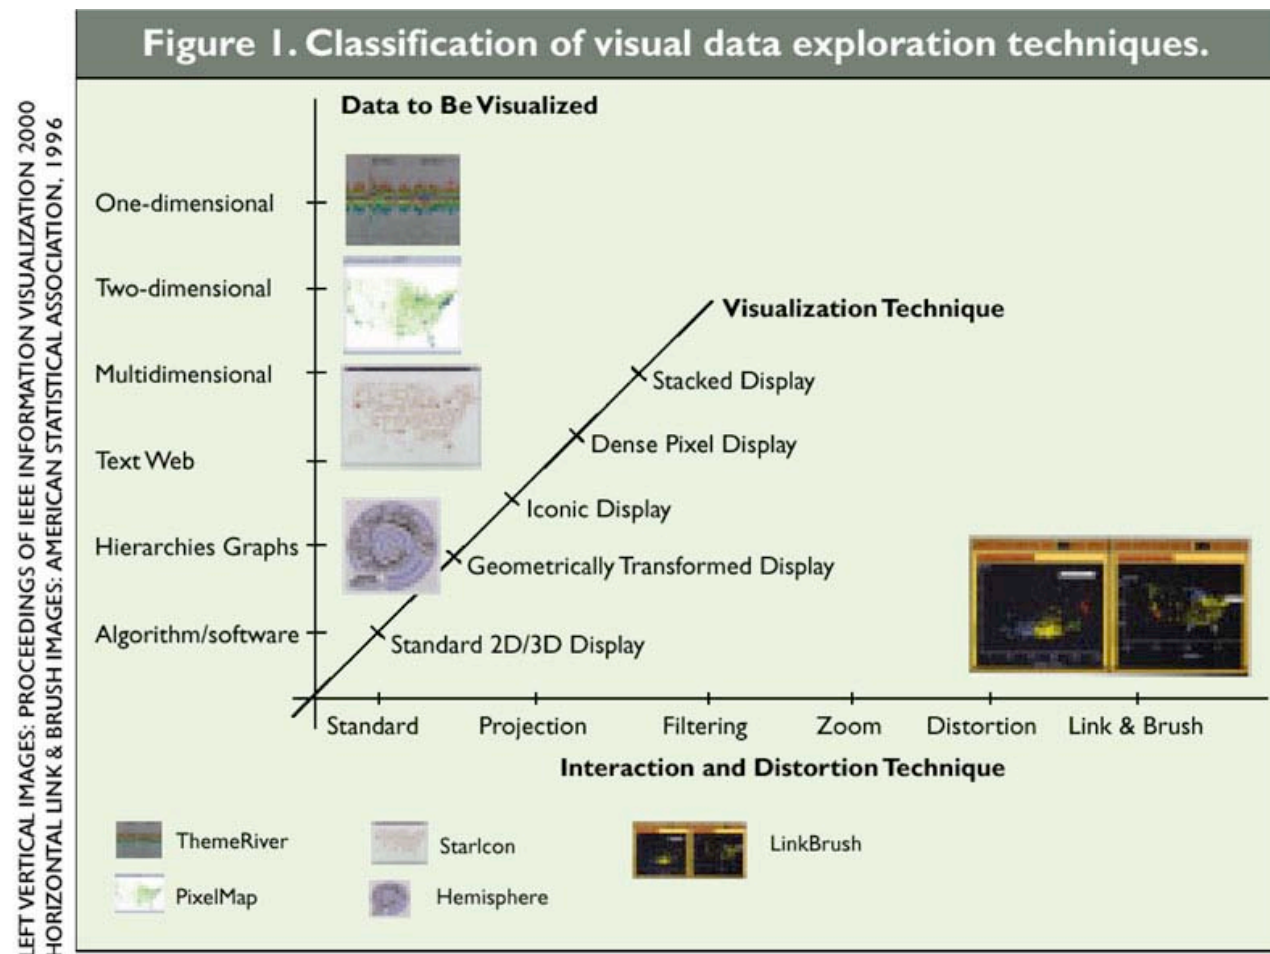 Figure 1. Classification of visual data exploration techniques.
LEFT VERTICAL IMAGES: PROCEEDINGS OF IEEE INFORMATION VISUALIZATION 2000
HORIZONTAL LINK & BRUSH IMAGES: AMERICAN STATISTICAL ASSOCIATION, 1996
Data to Be Visualized
One-dimensional
Two-dimensional
Multidimensional
Text Web
Hierarchies Graphs
Algorithm/software
Visualization Technique
Stacked Display
Dense Pixel Display
Iconic Display
Geometrically Transformed Display
Standard 2D/3D Display
Standard
Projection
Filtering
Zoom
Distortion
Link & Brush
Interaction and Distortion Technique
ThemeRiver
StarIcon
LinkBrush
PixelMap
Hemisphere